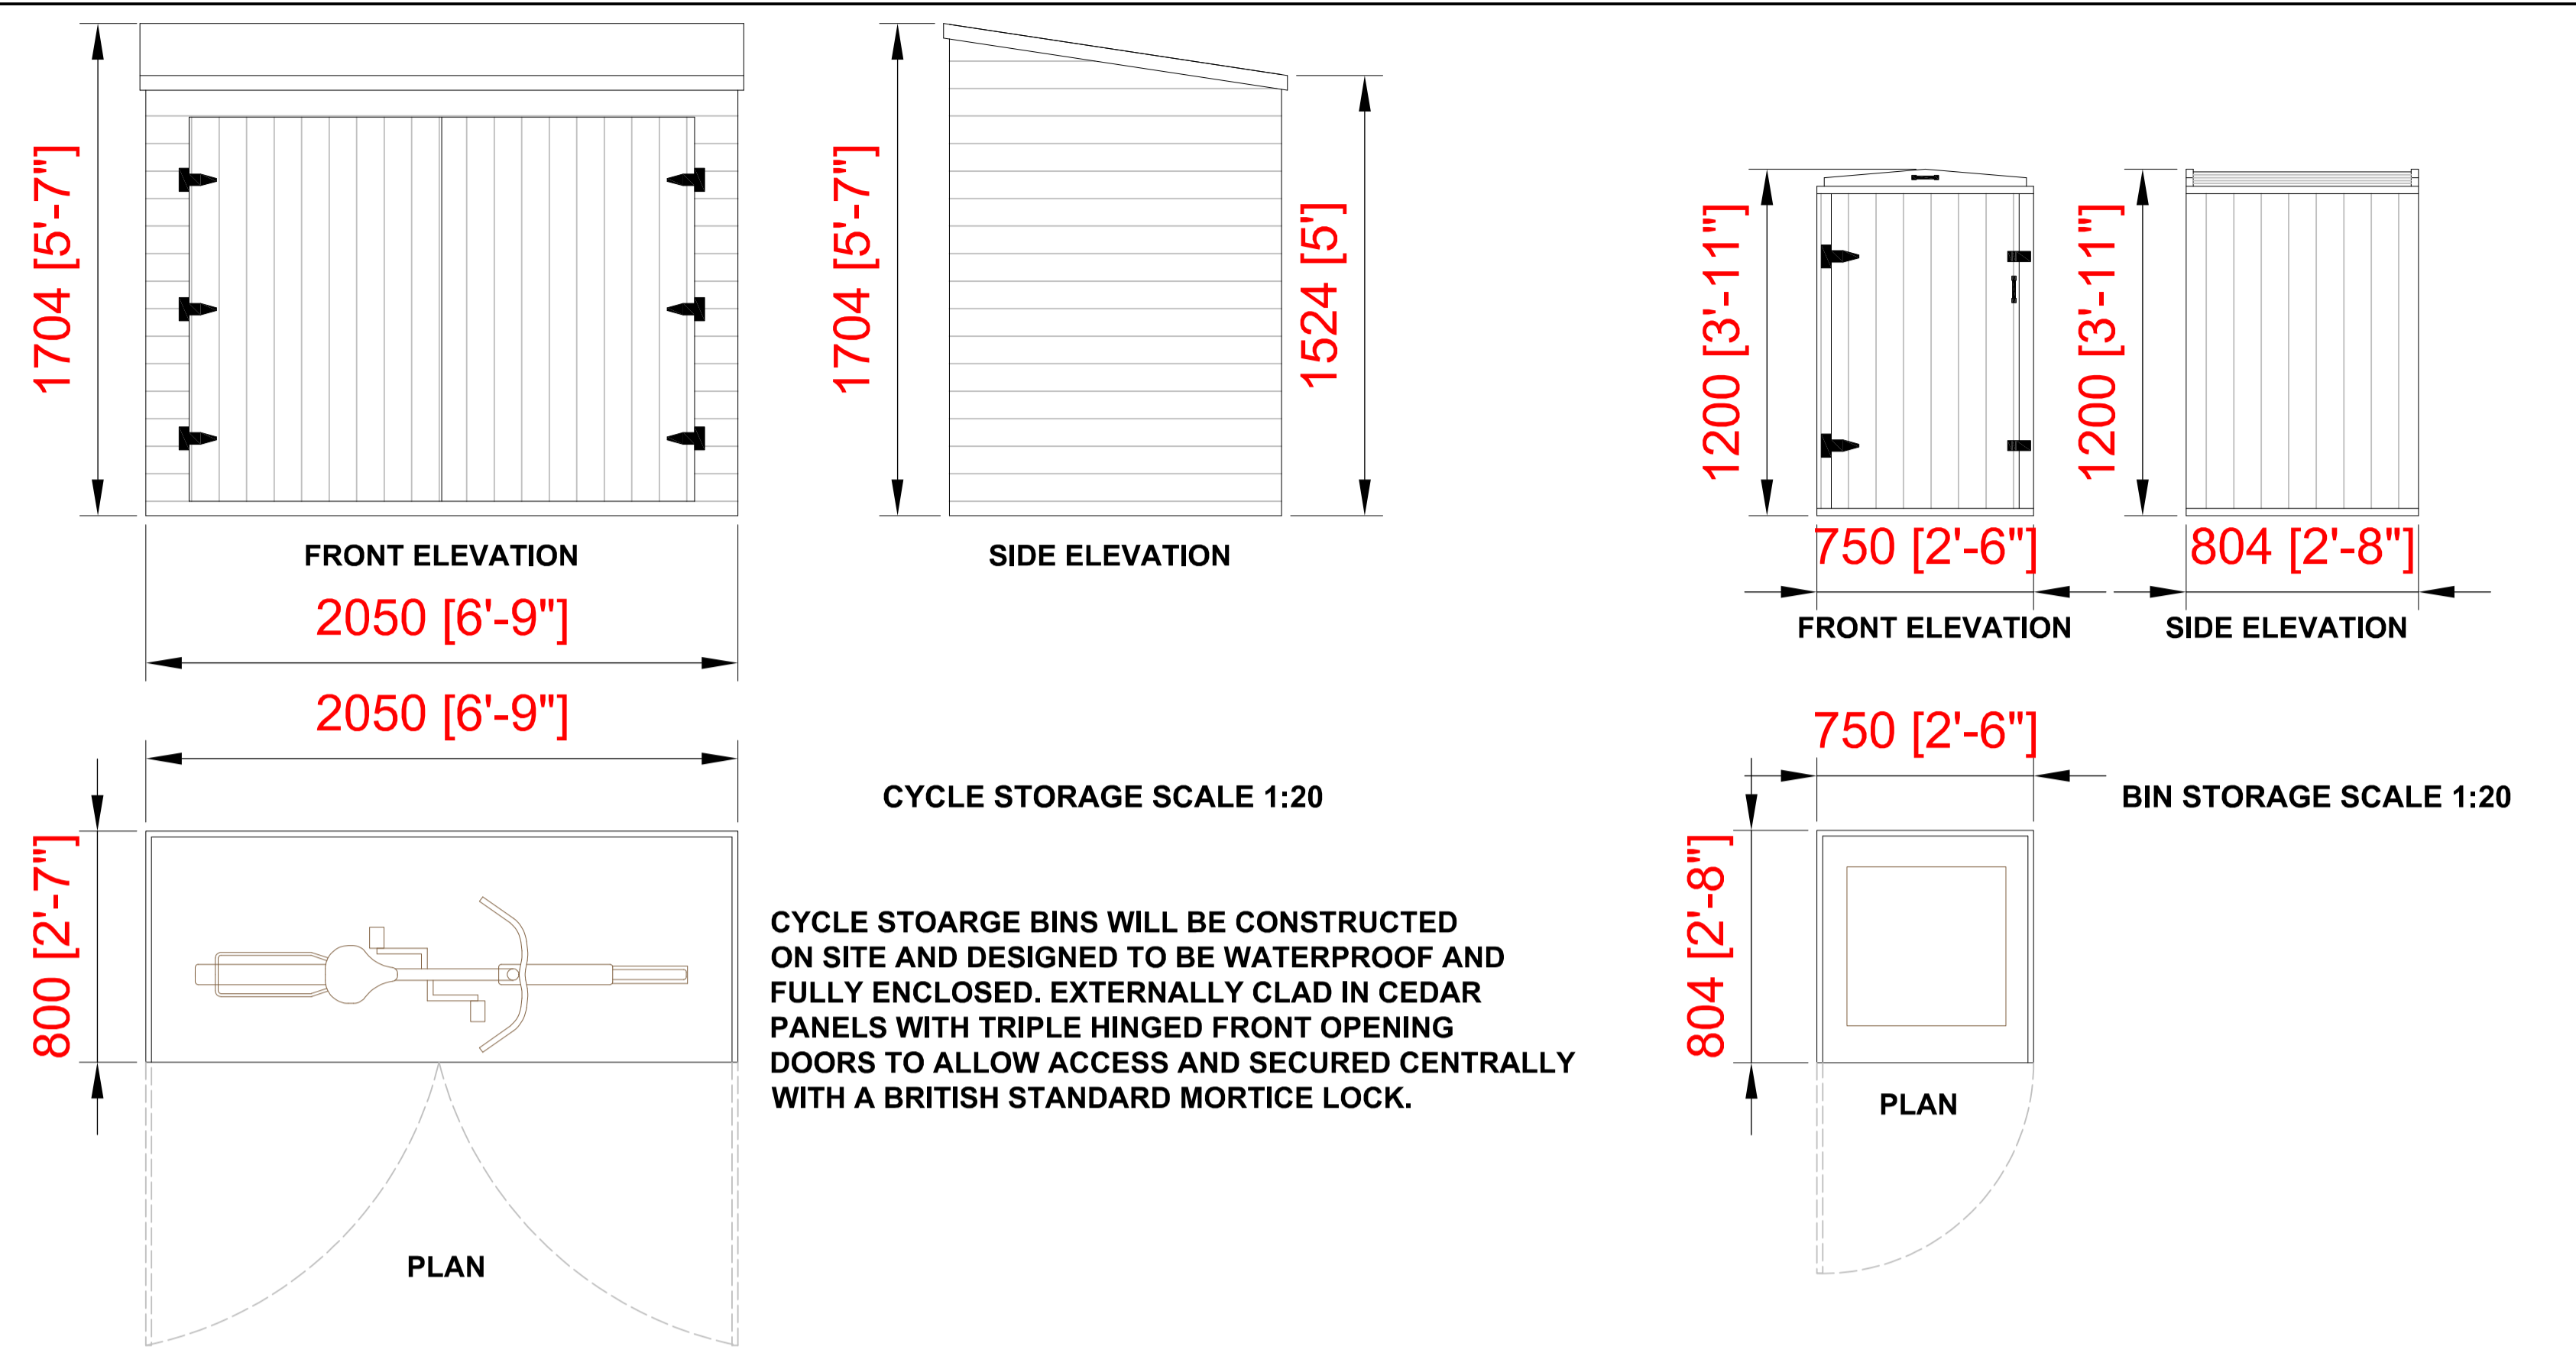 1704 [5'-7"]
FRONT ELEVATION
2050 [6'-9"]
1704 [5'-7"]
1524 [5']
SIDE ELEVATION
2050 [6'-9"]
800 [2'-7"]
PLAN
CYCLE STORAGE SCALE 1:20
CYCLE STOARGE BINS WILL BE CONSTRUCTED
ON SITE AND DESIGNED TO BE WATERPROOF AND
FULLY ENCLOSED. EXTERNALLY CLAD IN CEDAR
PANELS WITH TRIPLE HINGED FRONT OPENING
DOORS TO ALLOW ACCESS AND SECURED CENTRALLY
WITH A BRITISH STANDARD MORTICE LOCK.
1200 [3'-11"]
750 [2'-6"]
FRONT ELEVATION
1200 [3'-11"]
804 [2'-8"]
SIDE ELEVATION
750 [2'-6"]
BIN STORAGE SCALE 1:20
804 [2'-8"]
PLAN